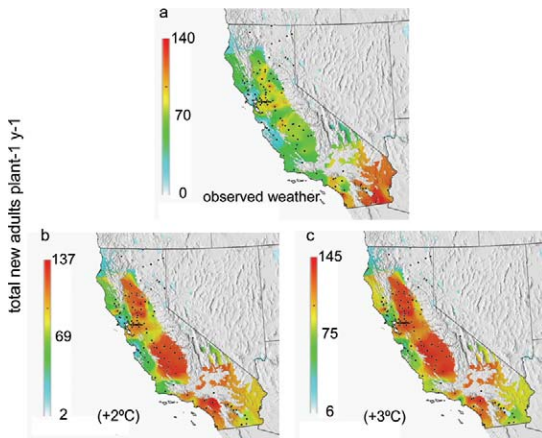 a
140
70
0
observed weather
total new adults plant-1 y-1
b
137
69
2
(+2ºC)
c
145
75
6
(+3ºC)